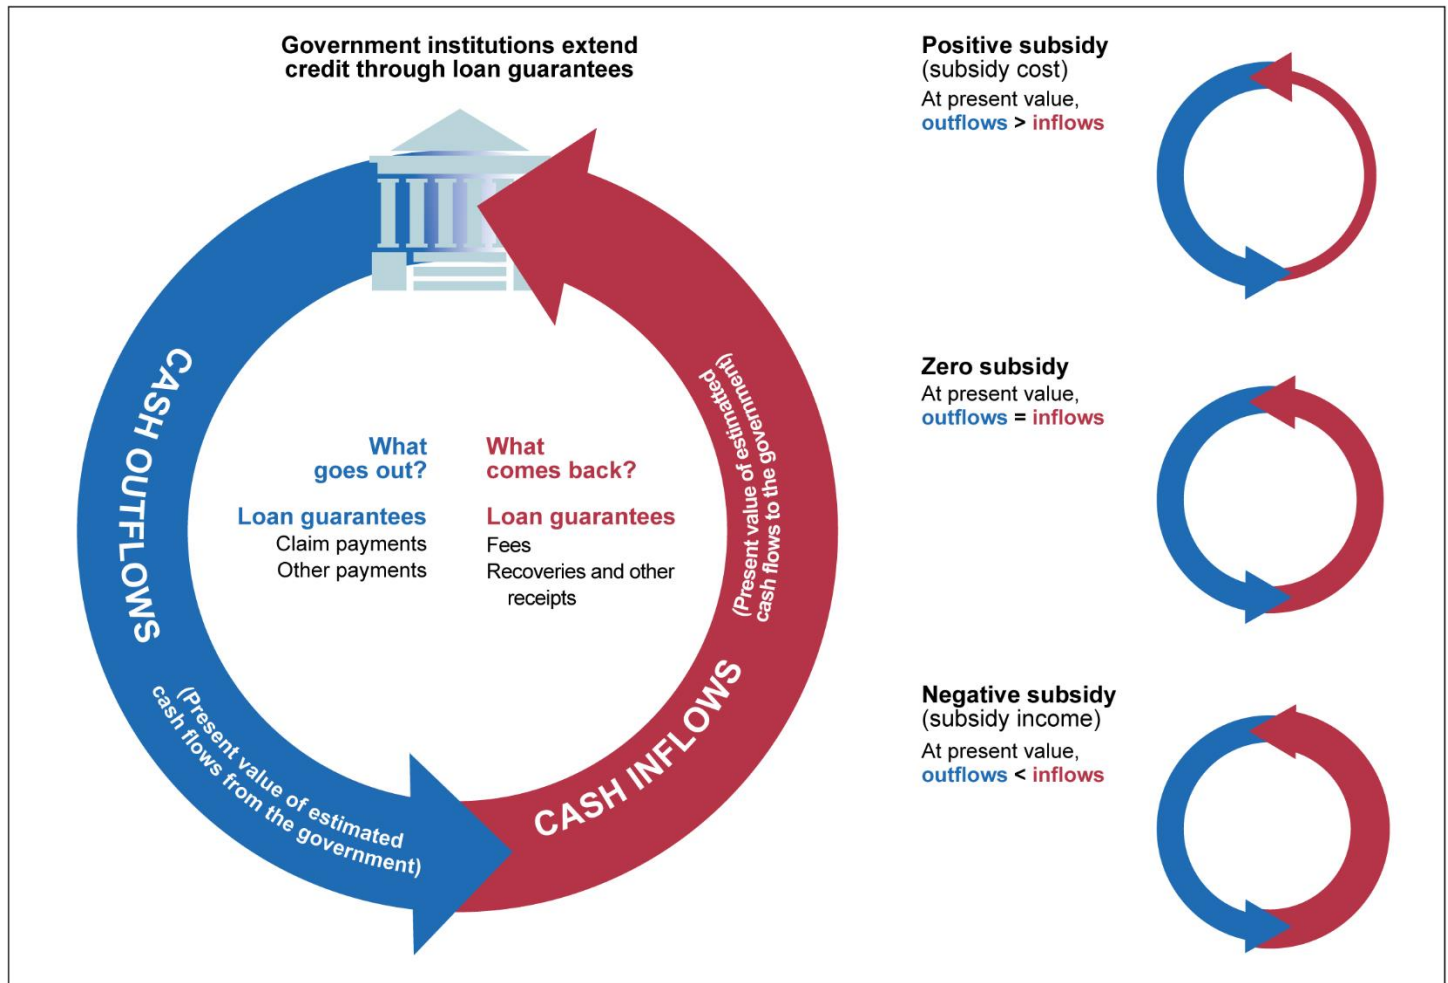 Government institutions extend
credit through loan guarantees
CASH OUTFLOWS
(Present value of estimated
cash flows from the government)
What
goes out?
Loan guarantees
Claim payments
Other payments
What
comes back?
Loan guarantees
Fees
Recoveries and other
receipts
CASH INFLOWS
(Present value of estimatted
cash flows to the government)
Positive subsidy
(subsidy cost)
At present value,
outflows > inflows
Zero subsidy
At present value,
outflows = inflows
Negative subsidy
(subsidy income)
At present value,
outflows < inflows